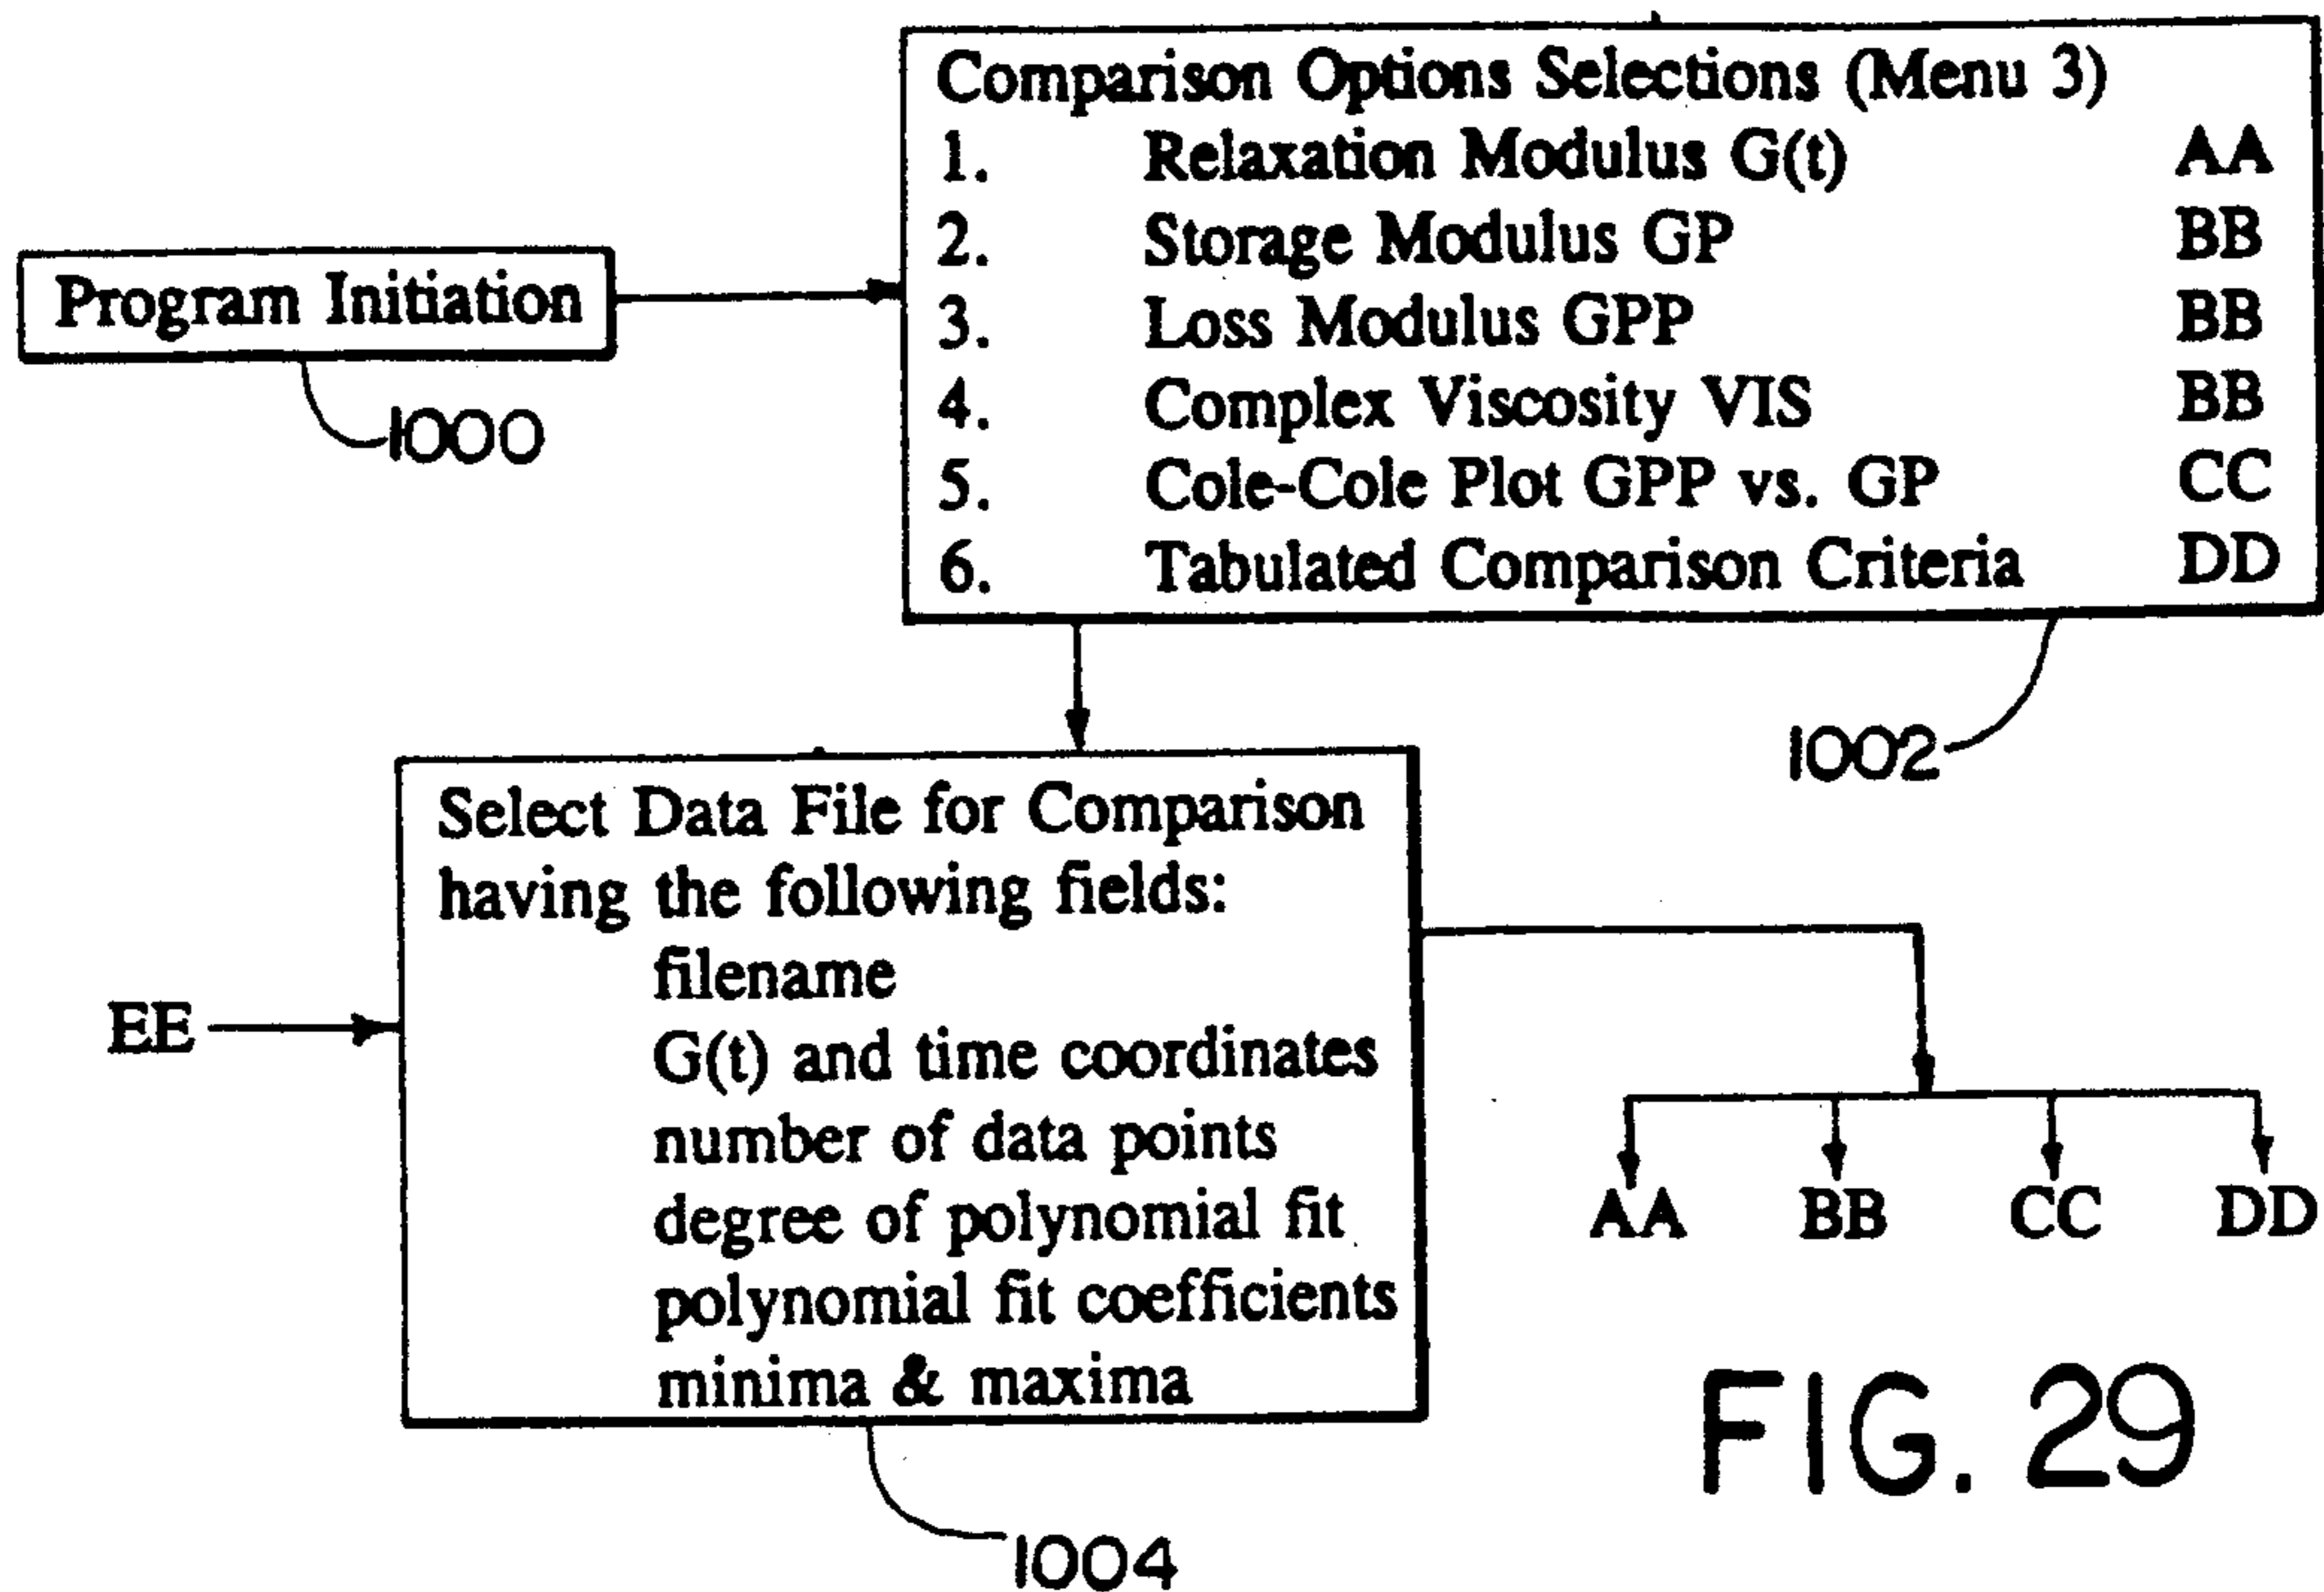 Comparison Options Selections (Menu 3)
1. Relaxation Modulus G(t) AA
2. Storage Modulus GP BB
3. Loss Modulus GPP BB
4. Complex Viscosity VIS BB
5. Cole-Cole Plot GPP vs. GP CC
6. Tabulated Comparison Criteria DD
Program Initiation
1000
1002
Select Data File for Comparison
having the following fields:
filename
G(t) and time coordinates
number of data points
degree of polynomial fit
polynomial fit coefficients
minima & maxima
EE
AA BB CC DD
1004
FIG. 29